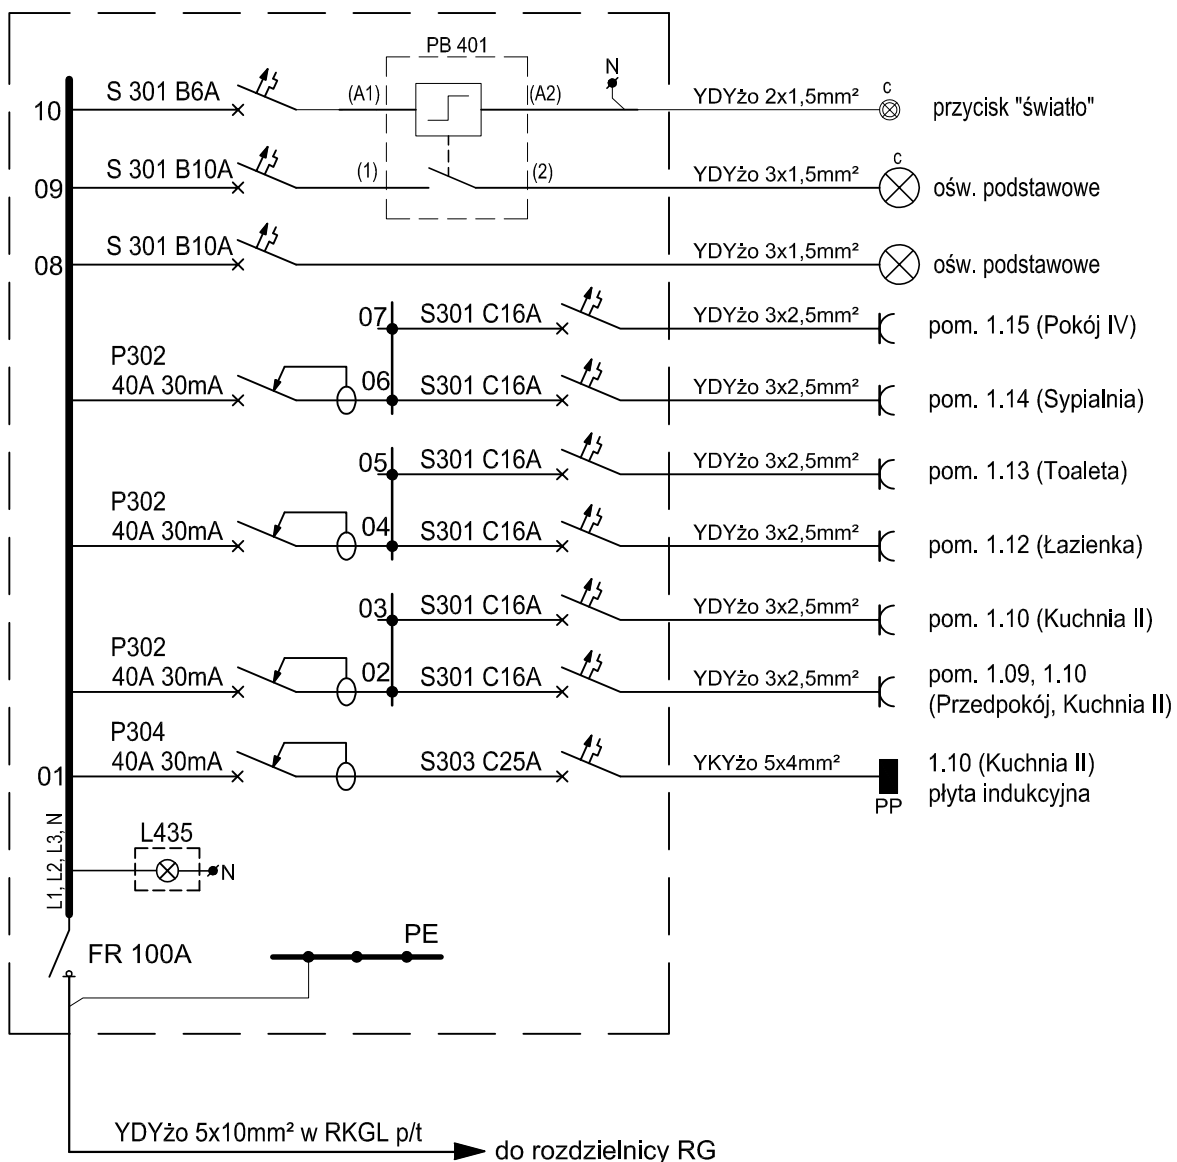 PB 401
10
S 301 B6A
(A1)
(A2)
N
YDYżo 2x1,5mm²
c
przycisk "światło"
09
S 301 B10A
(1)
(2)
YDYżo 3x1,5mm²
c
ośw. podstawowe
08
S 301 B10A
YDYżo 3x1,5mm²
ośw. podstawowe
07
S301 C16A
YDYżo 3x2,5mm²
pom. 1.15 (Pokój IV)
P302
40A 30mA
06
S301 C16A
YDYżo 3x2,5mm²
pom. 1.14 (Sypialnia)
05
S301 C16A
YDYżo 3x2,5mm²
pom. 1.13 (Toaleta)
P302
40A 30mA
04
S301 C16A
YDYżo 3x2,5mm²
pom. 1.12 (Łazienka)
03
S301 C16A
YDYżo 3x2,5mm²
pom. 1.10 (Kuchnia II)
P302
40A 30mA
02
S301 C16A
YDYżo 3x2,5mm²
pom. 1.09, 1.10
(Przedpokój, Kuchnia II)
01
P304
40A 30mA
S303 C25A
YKYżo 5x4mm²
PP
1.10 (Kuchnia II)
płyta indukcyjna
L1, L2, L3, N
L435
N
FR 100A
PE
YDYżo 5x10mm² w RKGL p/t
do rozdzielnicy RG